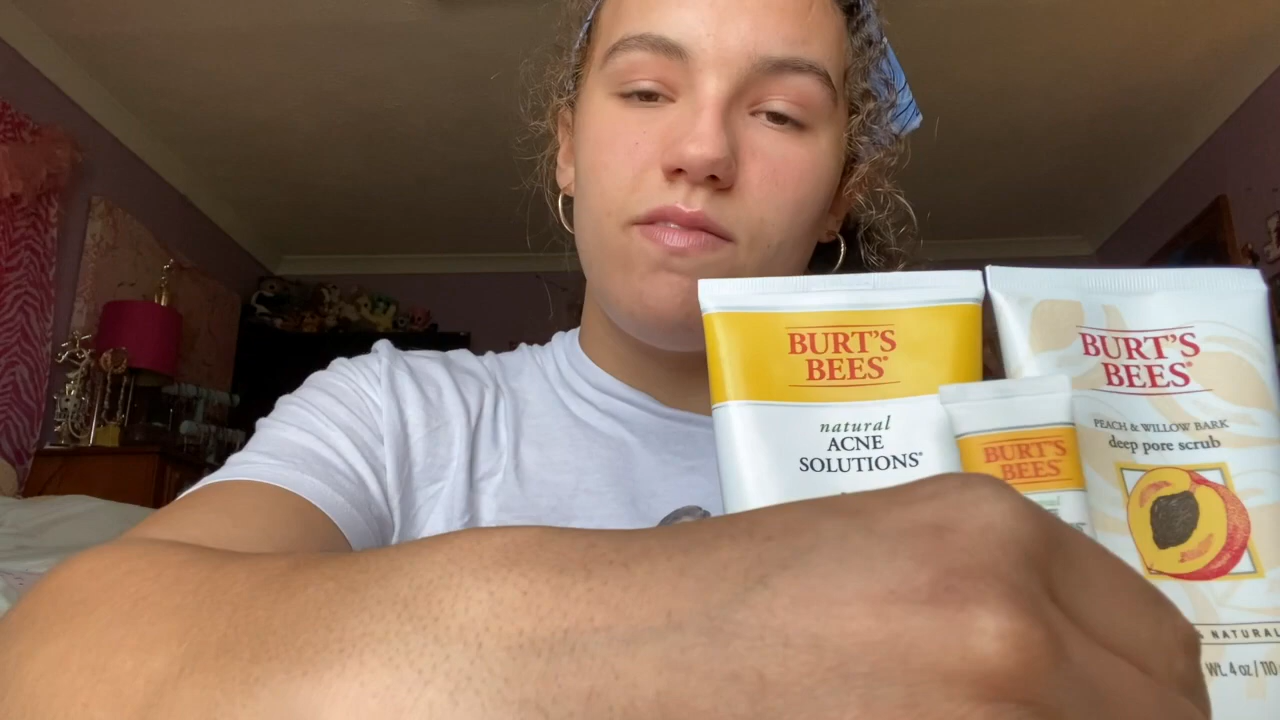 BURT'S
BEES®
natural
ACNE
SOLUTIONS®
BURT'S
BEES
BURT'S
BEES®
PEACH & WILLOW BARK
deep pore scrub
NATURAL
Wt. 4 oz / 110